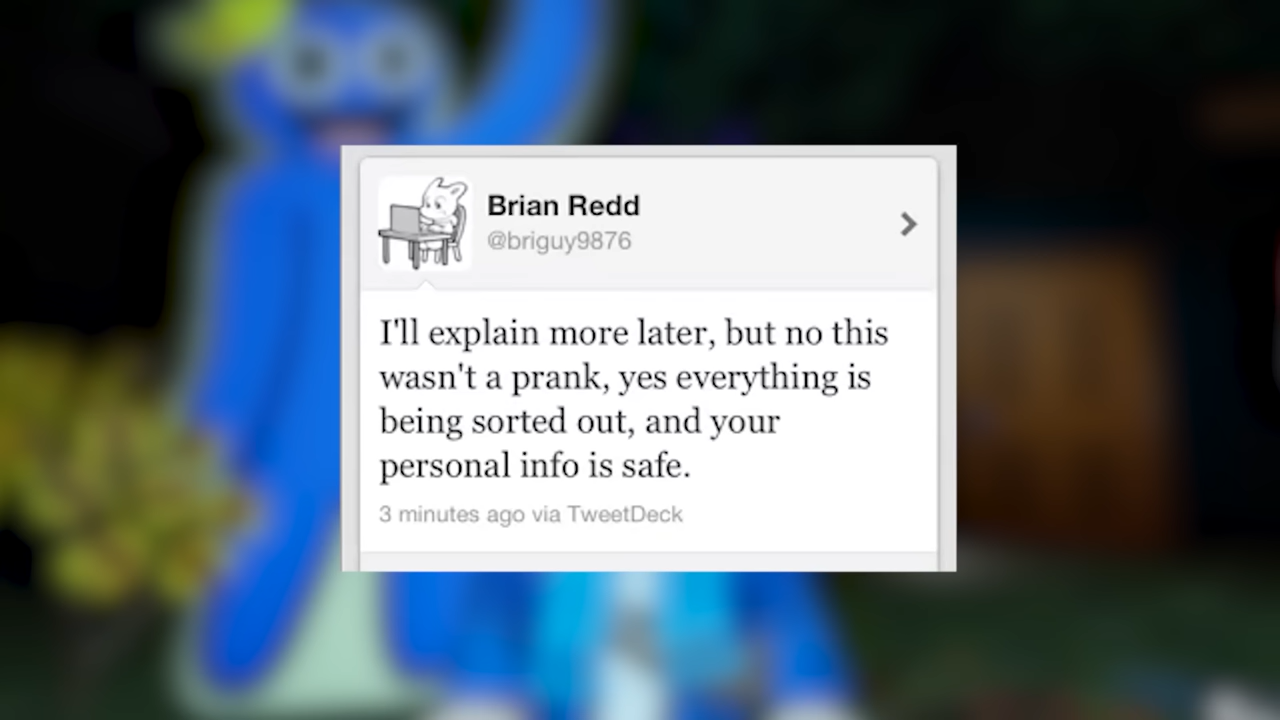 Brian Redd
@briguy9876
I'll explain more later, but no this
wasn't a prank, yes everything is
being sorted out, and your
personal info is safe.
3 minutes ago via TweetDeck